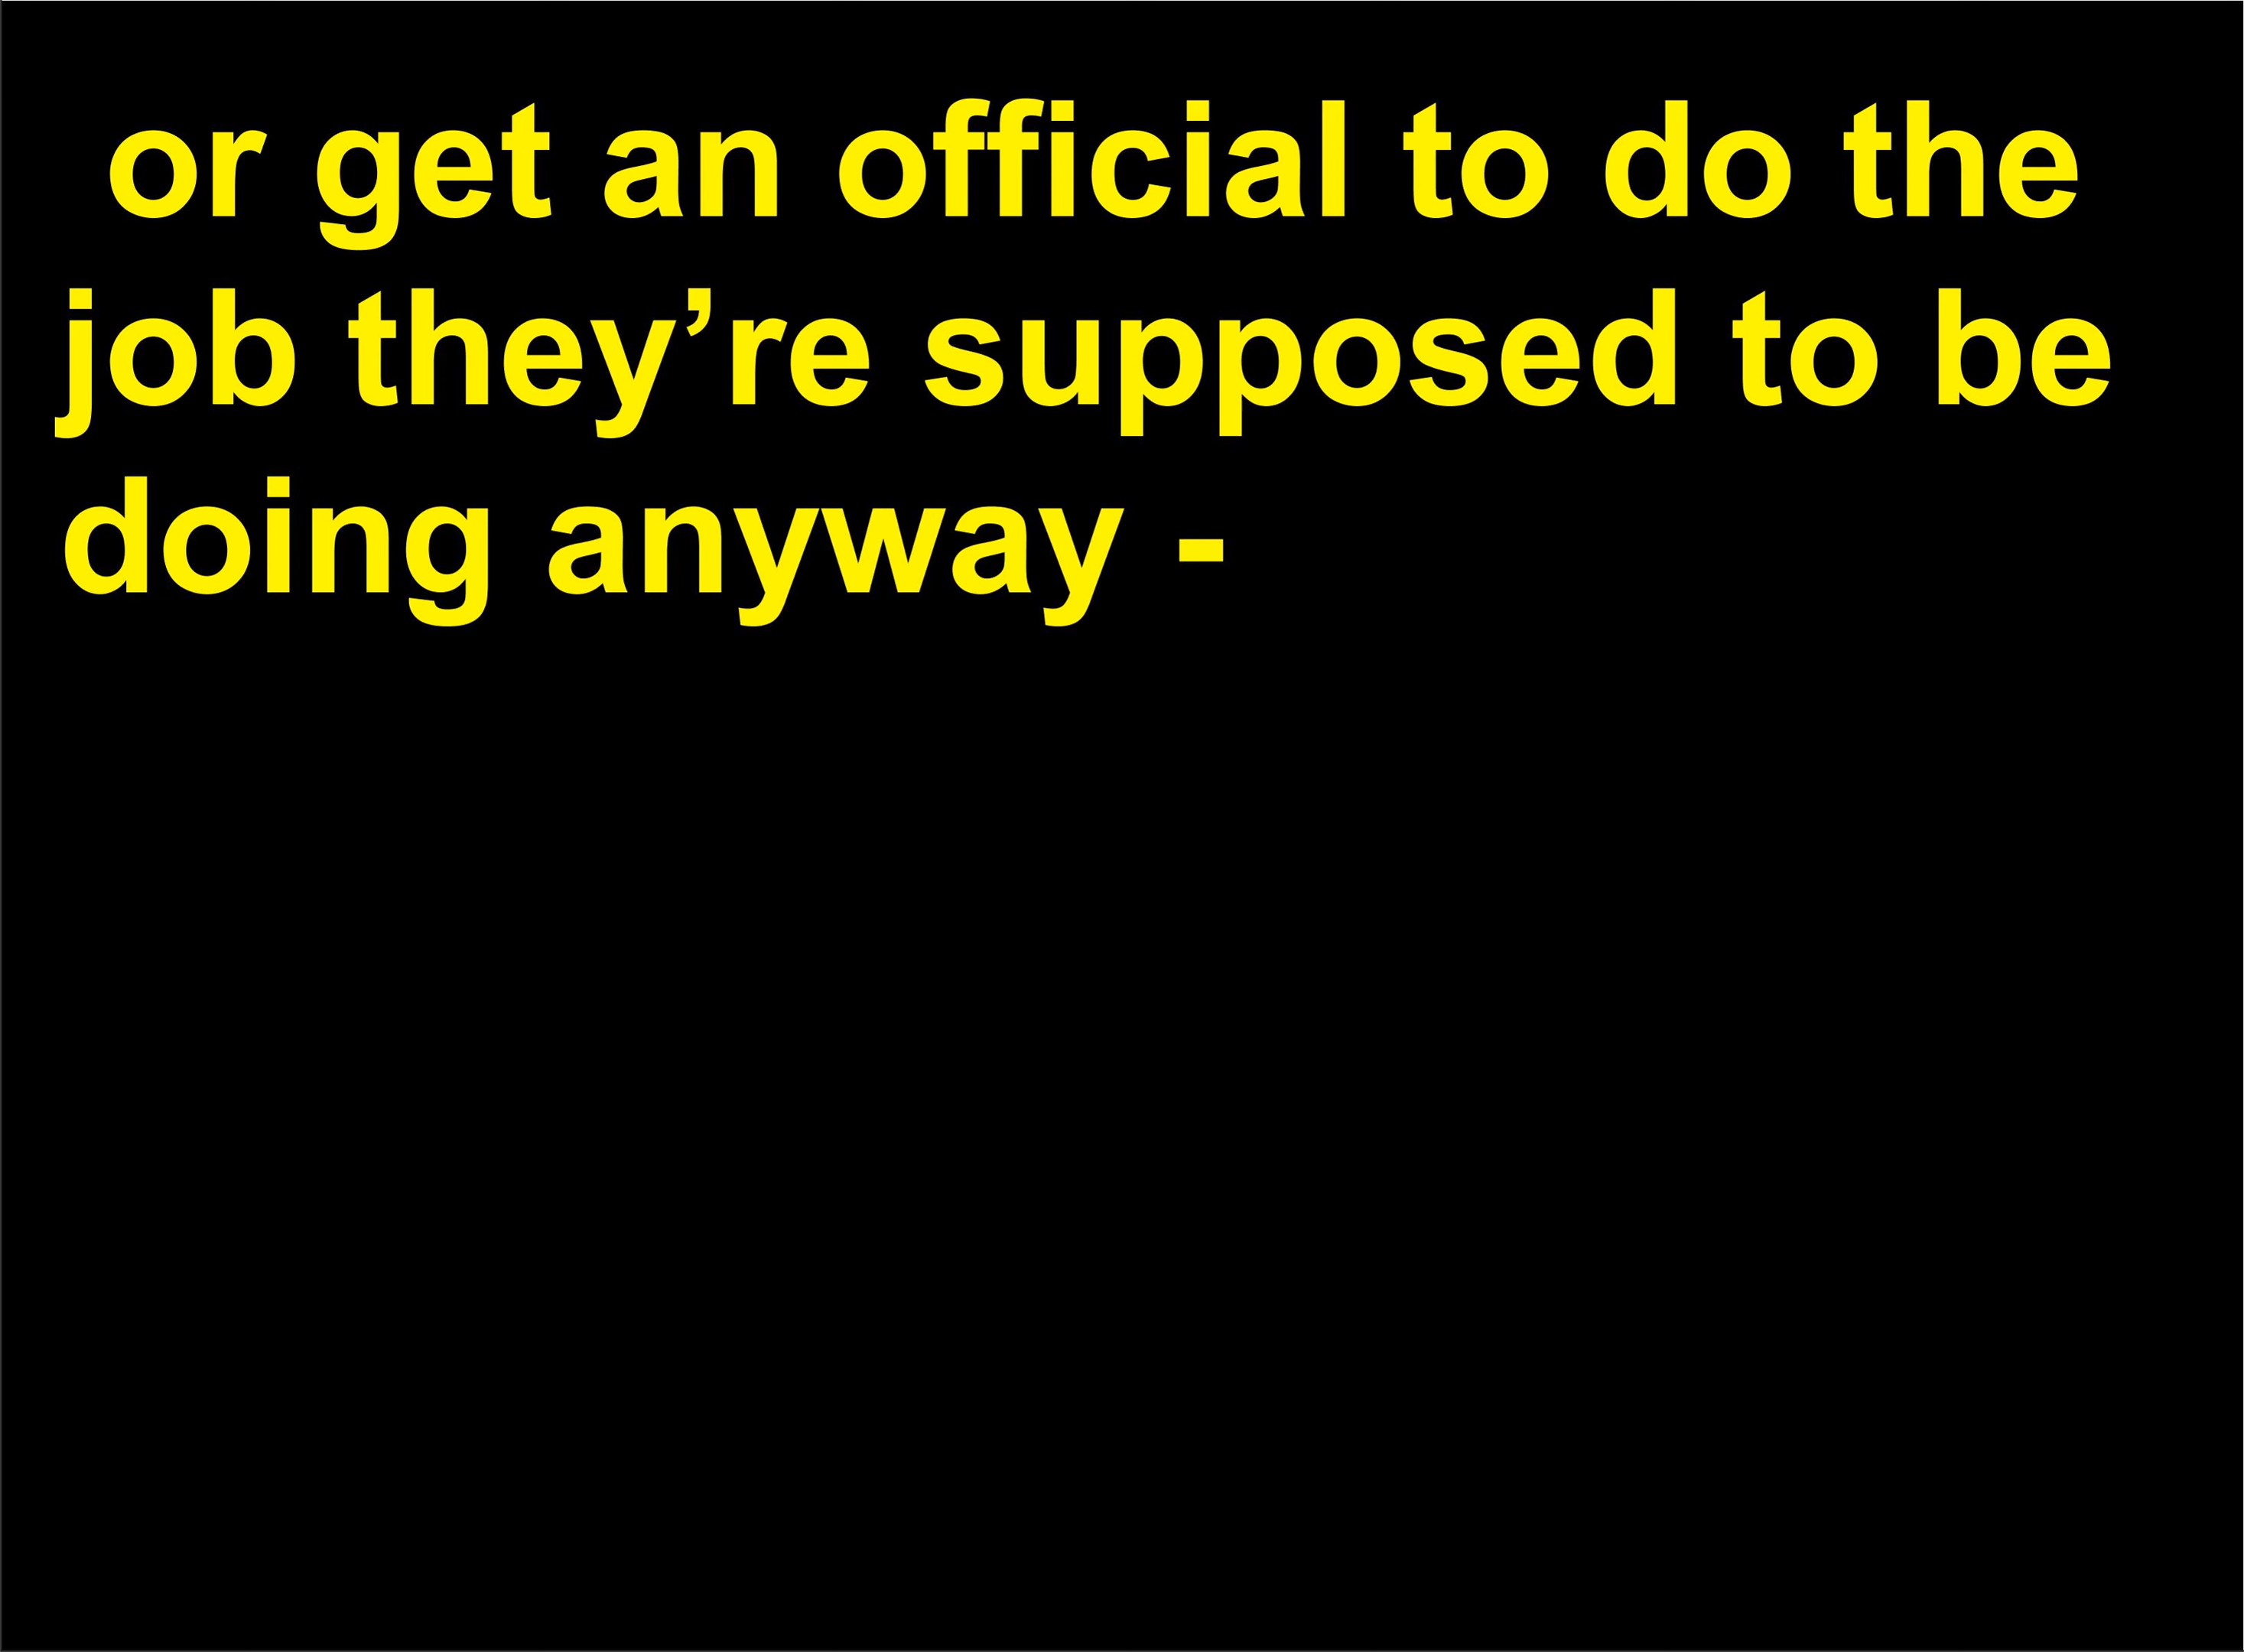 or get an official to do the
job they’re supposed to be
doing anyway -